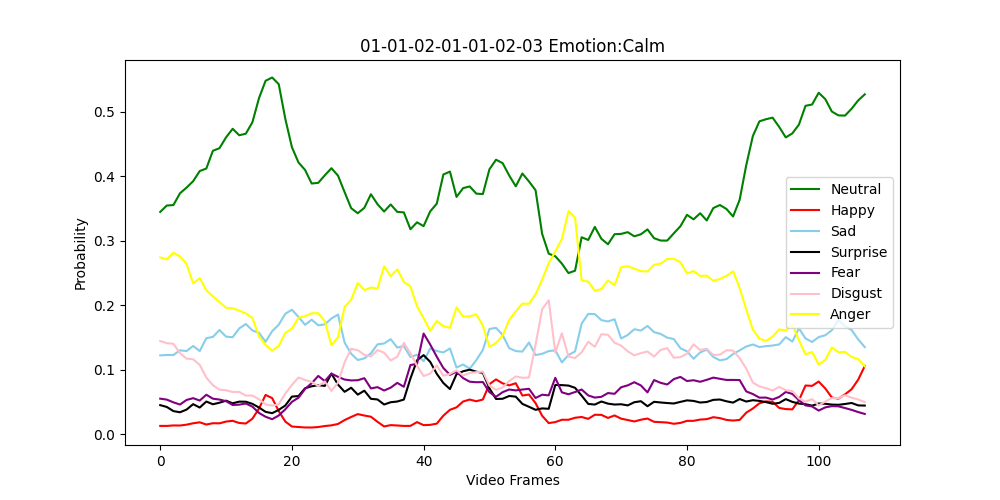 01-01-02-01-01-02-03 Emotion:Calm
Probability
0.5
0.4
0.3
0.2
0.1
0.0
Neutral
Happy
Sad
Surprise
Fear
Disgust
Anger
0 20 40 60 80 100
Video Frames